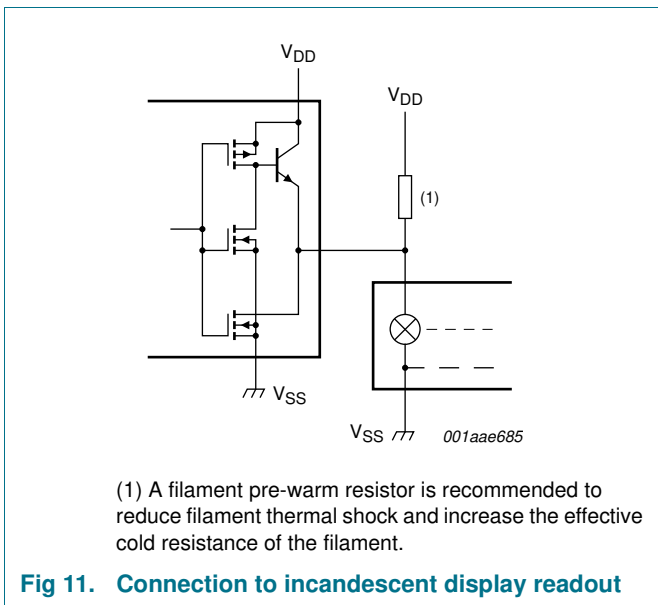 VDD
VDD
(1)
VSS
VSS
001aae685
(1) A filament pre-warm resistor is recommended to
reduce filament thermal shock and increase the effective
cold resistance of the filament.
Fig 11. Connection to incandescent display readout